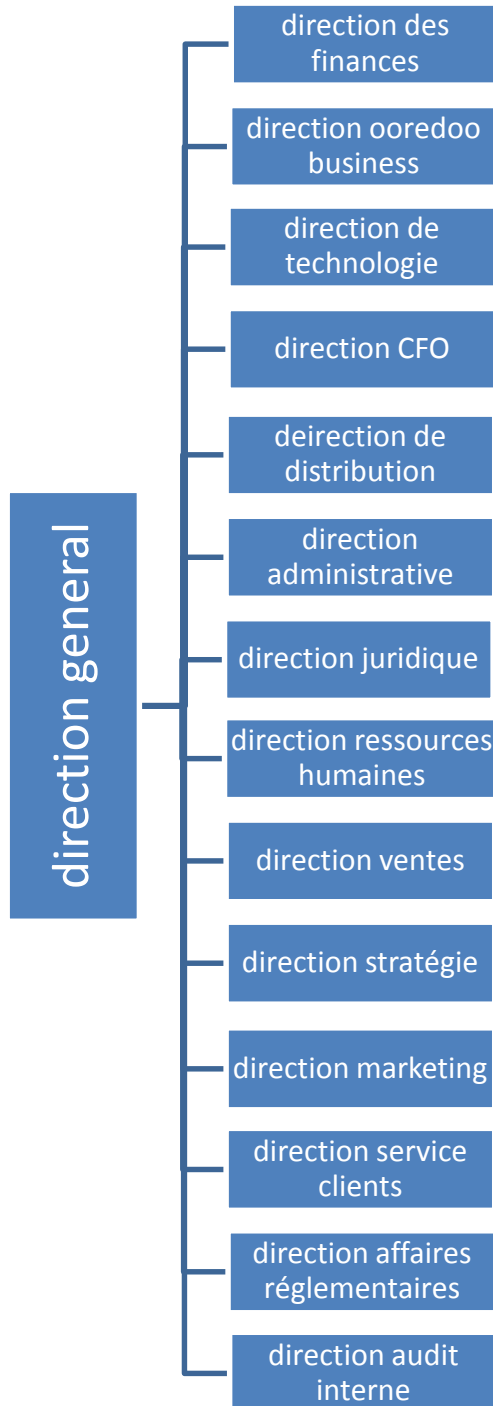 direction des
finances
direction ooredoo
business
direction de
technologie
direction CFO
deirection de
distribution
direction
administrative
direction general
direction juridique
direction ressources
humaines
direction ventes
direction stratégie
direction marketing
direction service
clients
direction affaires
réglementaires
direction audit
interne